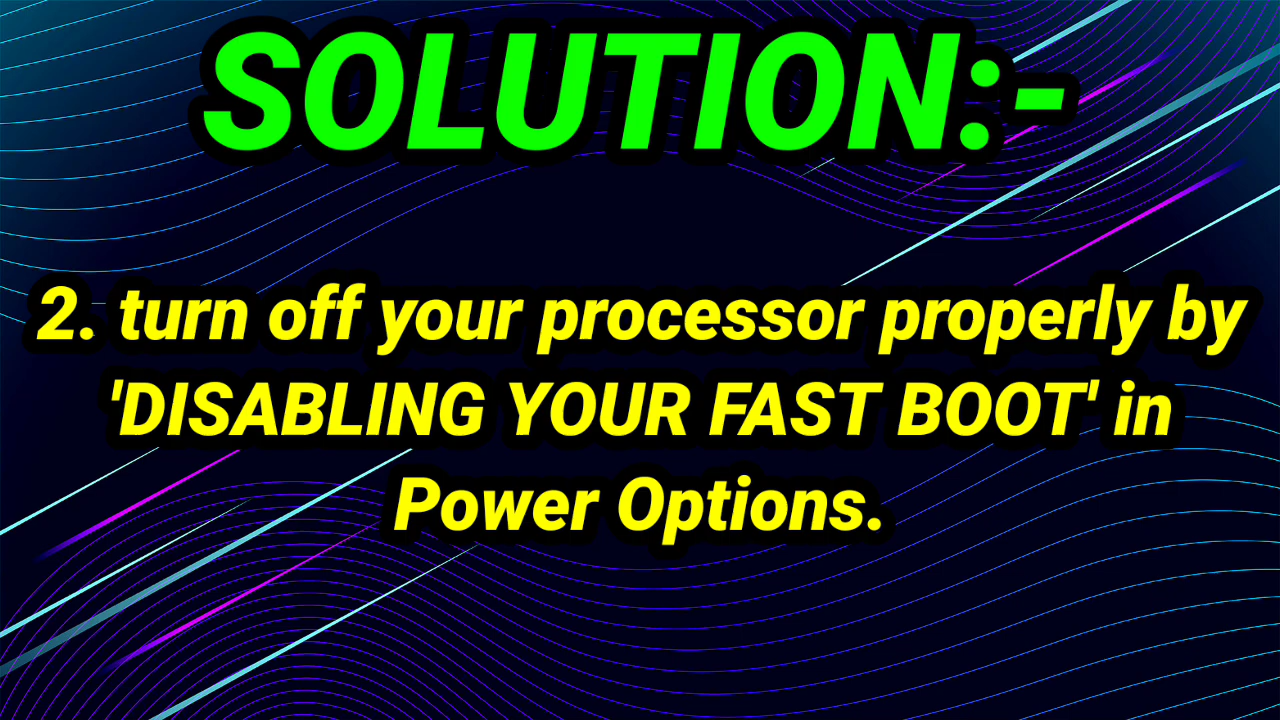 SOLUTION:-
2. turn off your processor properly by
'DISABLING YOUR FAST BOOT' in
Power Options.